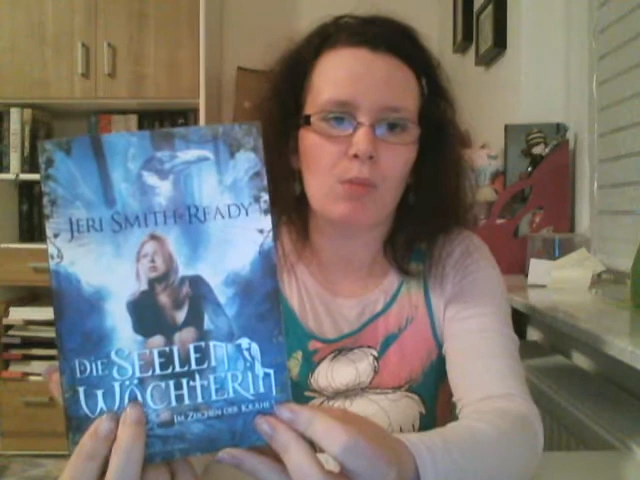 JERI SMITH-READY
DIE SEELEN
WÄCHTERIN
IM ZEICHEN DER KRÄHE